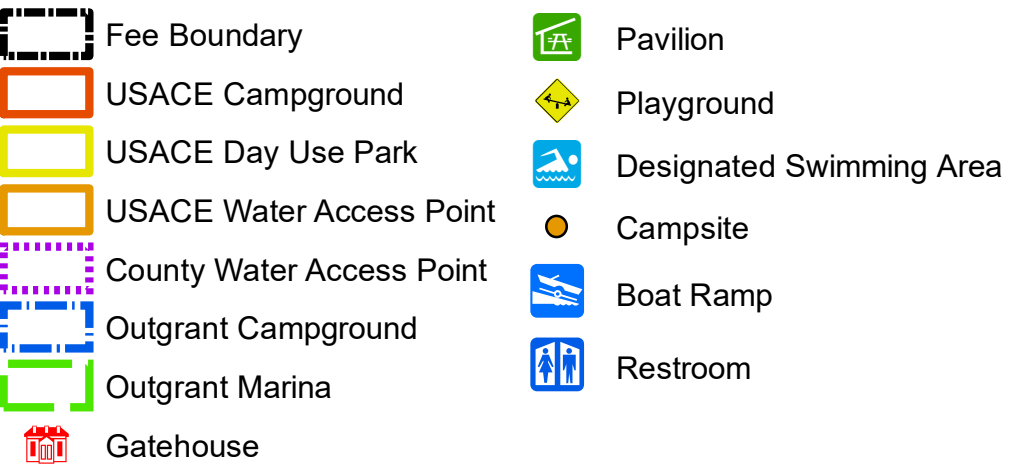 Fee Boundary
USACE Campground
USACE Day Use Park
USACE Water Access Point
County Water Access Point
Outgrant Campground
Outgrant Marina
Gatehouse
Pavilion
Playground
Designated Swimming Area
Campsite
Boat Ramp
Restroom